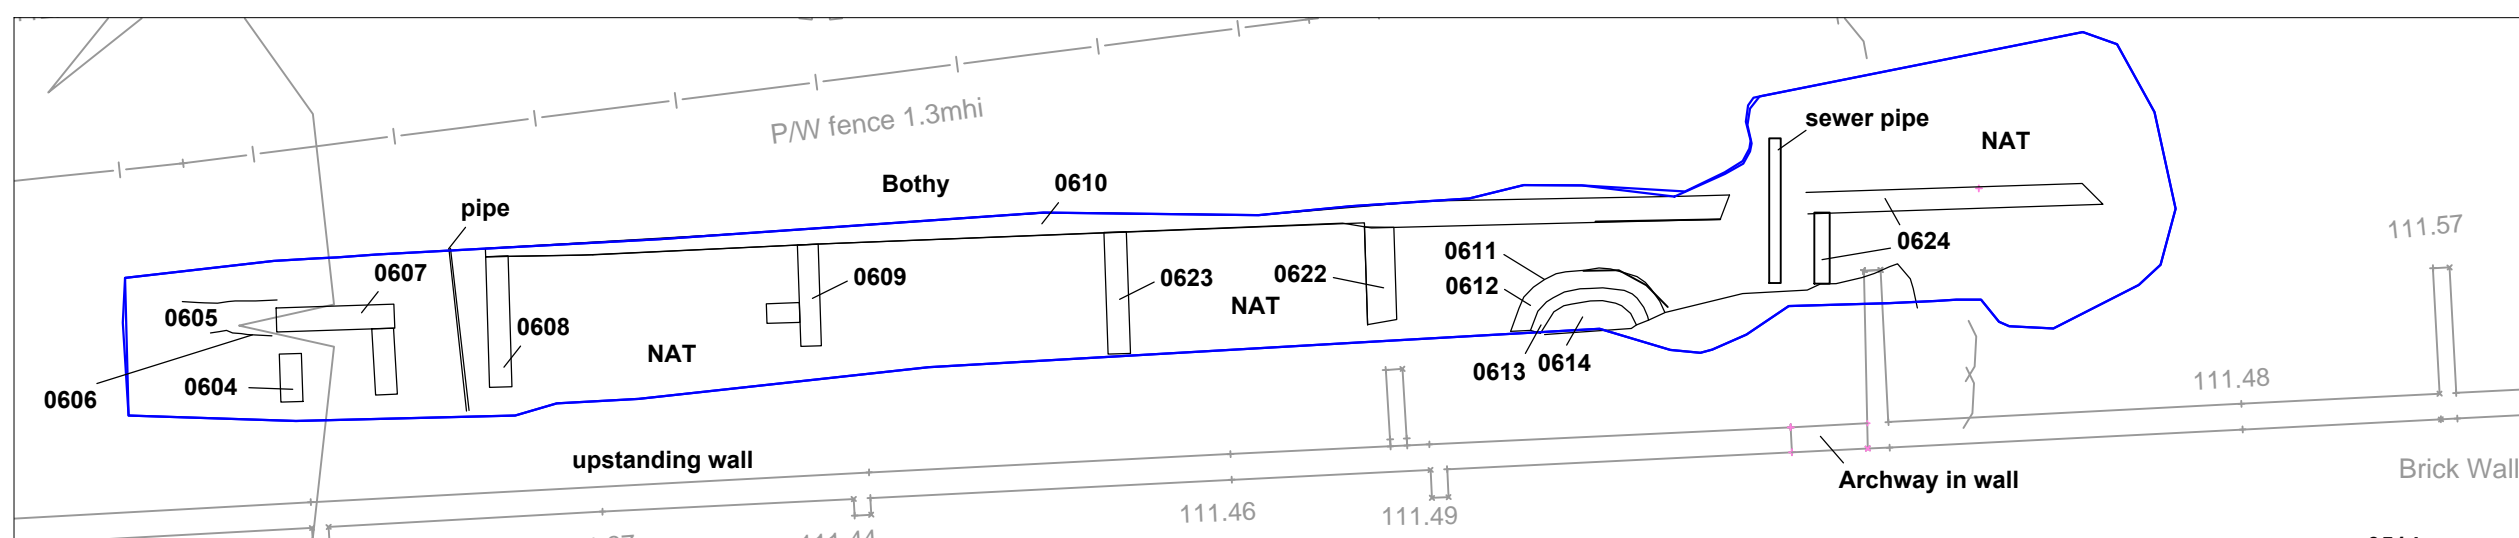 P/W fence 1.3mhi
sewer pipe
NAT
Bothy
0610
pipe
111.57
0624
0607
0611
0609
0623
0622
0612
NAT
0605
0608
NAT
0613
0614
0604
0606
111.48
upstanding wall
Archway in wall
Brick Wall
111.46
111.49